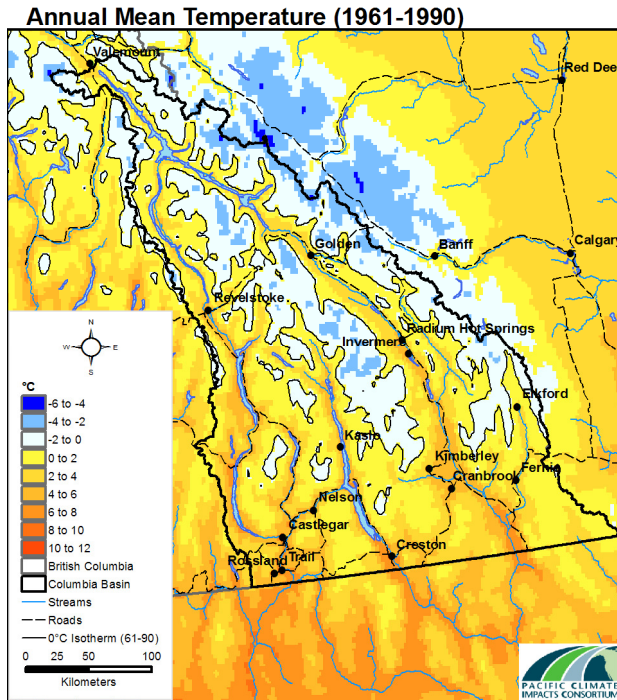 Annual Mean Temperature (1961-1990)
Valemount
Red Dee
Golden
Banff
Calgary
Revelstoke
Radium Hot Springs
Invermere
N
W E
S
°C
-6 to -4
-4 to -2
-2 to 0
0 to 2
2 to 4
4 to 6
6 to 8
8 to 10
10 to 12
British Columbia
Columbia Basin
Streams
Roads
0°C Isotherm (61-90)
0 50 100
Kilometers
Elkford
Kaslo
Kimberley
Fernie
Cranbrook
Nelson
Castlegar
Creston
Rossland
Trail
PACIFIC CLIMATE
IMPACTS CONSORTIUM